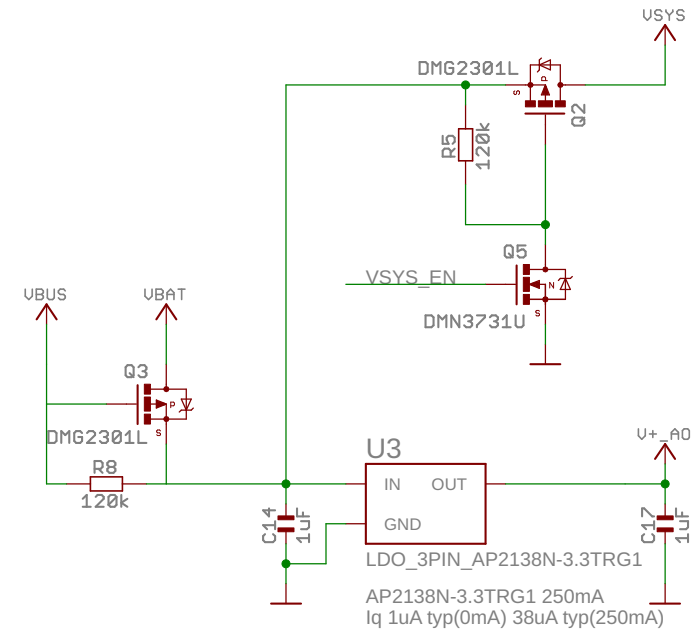 VSYS
DMG2301L
P
S
Q2
R5
120k
Q5
VSYS_EN
N
S
DMN3731U
VBUS
VBAT
Q3
P
S
DMG2301L
R8
120k
U3
V+_AO
IN
OUT
GND
C14
1uF
C17
1uF
LDO_3PIN_AP2138N-3.3TRG1
AP2138N-3.3TRG1 250mA
Iq 1uA typ(0mA) 38uA typ(250mA)